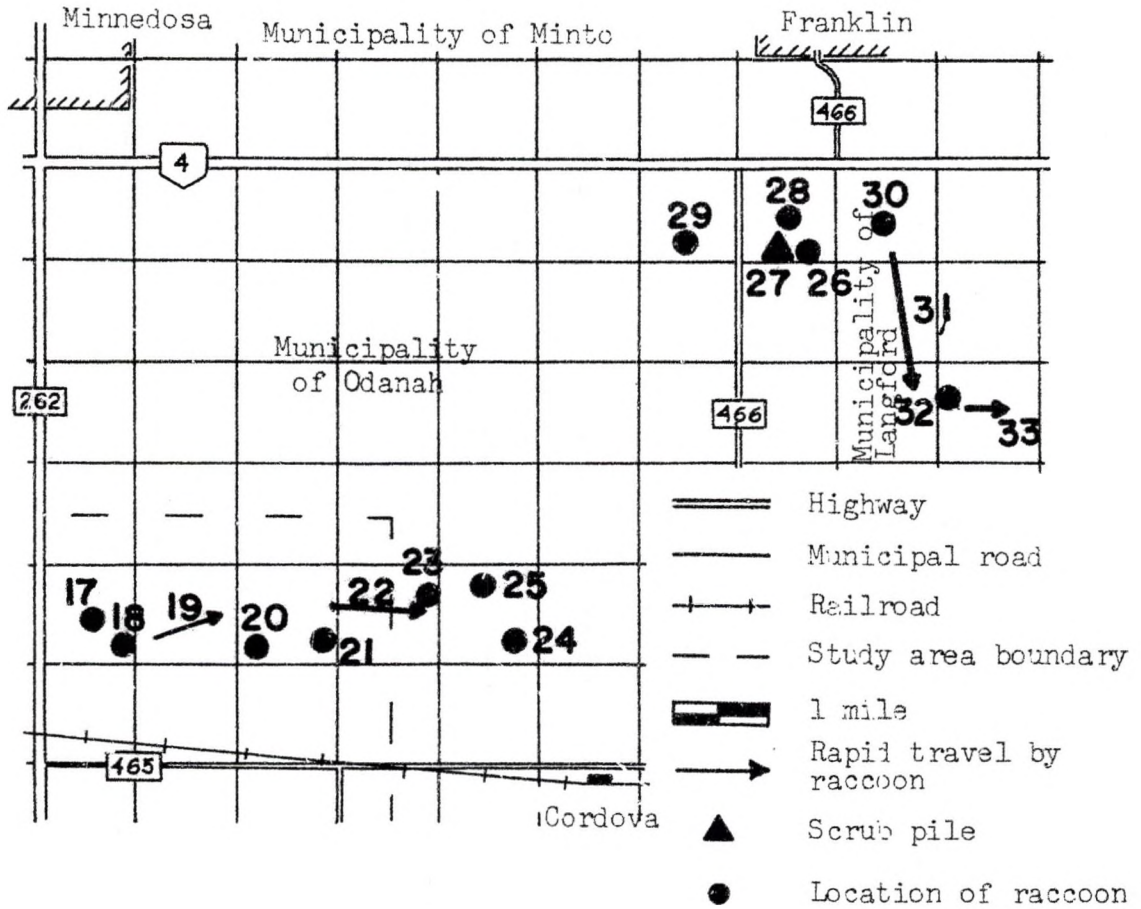 Minnedosa
Municipality of Minto
Franklin
466
4
29
28
30
27
26
31
Municipality of
Langford
Municipality
of Odanah
262
466
32
33
17
18
19
20
21
22
23
25
24
465
Cordova
Highway
Municipal road
Railroad
Study area boundary
1 mile
Rapid travel by
raccoon
Scrub pile
Location of raccoon